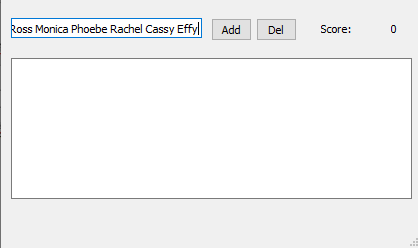 Ross Monica Phoebe Rachel Cassy Effy
Add
Del
Score:
0